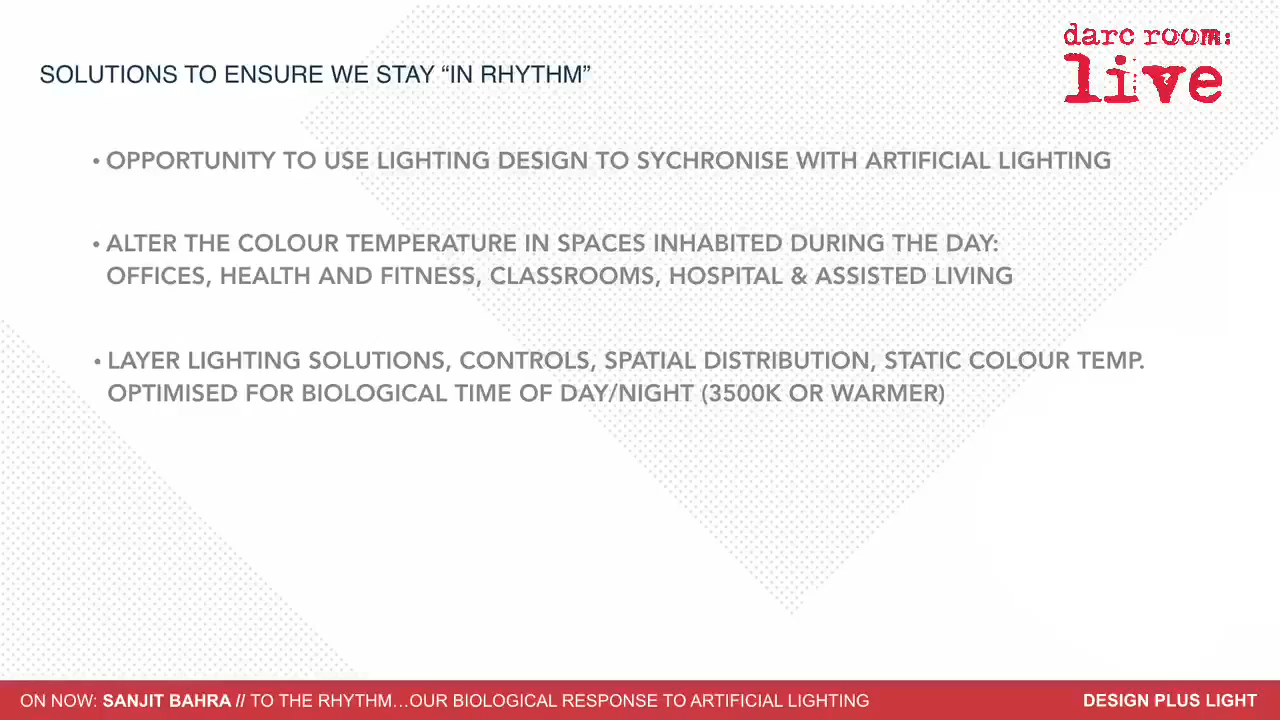 darc room:
live
SOLUTIONS TO ENSURE WE STAY “IN RHYTHM”
• OPPORTUNITY TO USE LIGHTING DESIGN TO SYCHRONISE WITH ARTIFICIAL LIGHTING
• ALTER THE COLOUR TEMPERATURE IN SPACES INHABITED DURING THE DAY:
OFFICES, HEALTH AND FITNESS, CLASSROOMS, HOSPITAL & ASSISTED LIVING
• LAYER LIGHTING SOLUTIONS, CONTROLS, SPATIAL DISTRIBUTION, STATIC COLOUR TEMP.
OPTIMISED FOR BIOLOGICAL TIME OF DAY/NIGHT (3500K OR WARMER)
ON NOW: SANJIT BAHRA // TO THE RHYTHM…OUR BIOLOGICAL RESPONSE TO ARTIFICIAL LIGHTING
DESIGN PLUS LIGHT